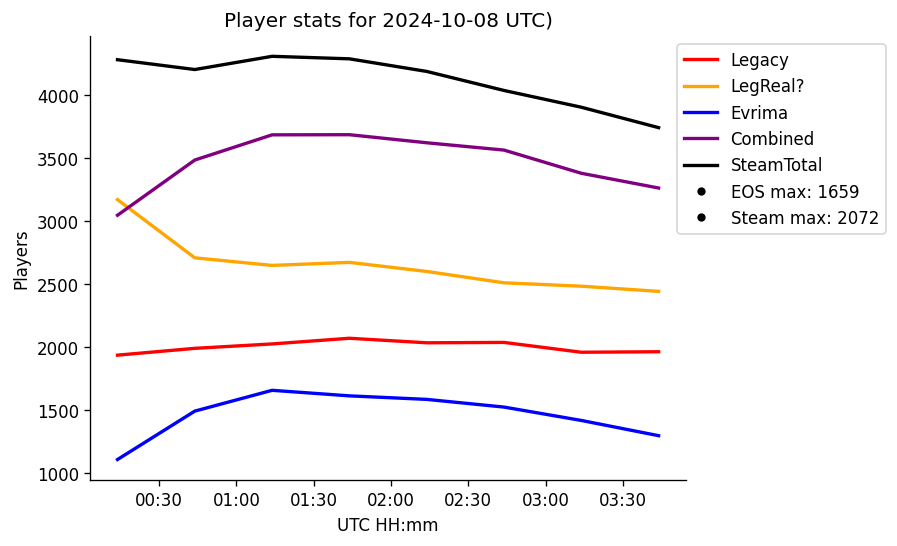 Player stats for 2024-10-08 UTC)
Legacy
LegReal?
Evrima
Combined
SteamTotal
EOS max: 1659
Steam max: 2072
Players
4000
3500
3000
2500
2000
1500
1000
00:30 01:00 01:30 02:00 02:30 03:00 03:30
UTC HH:mm